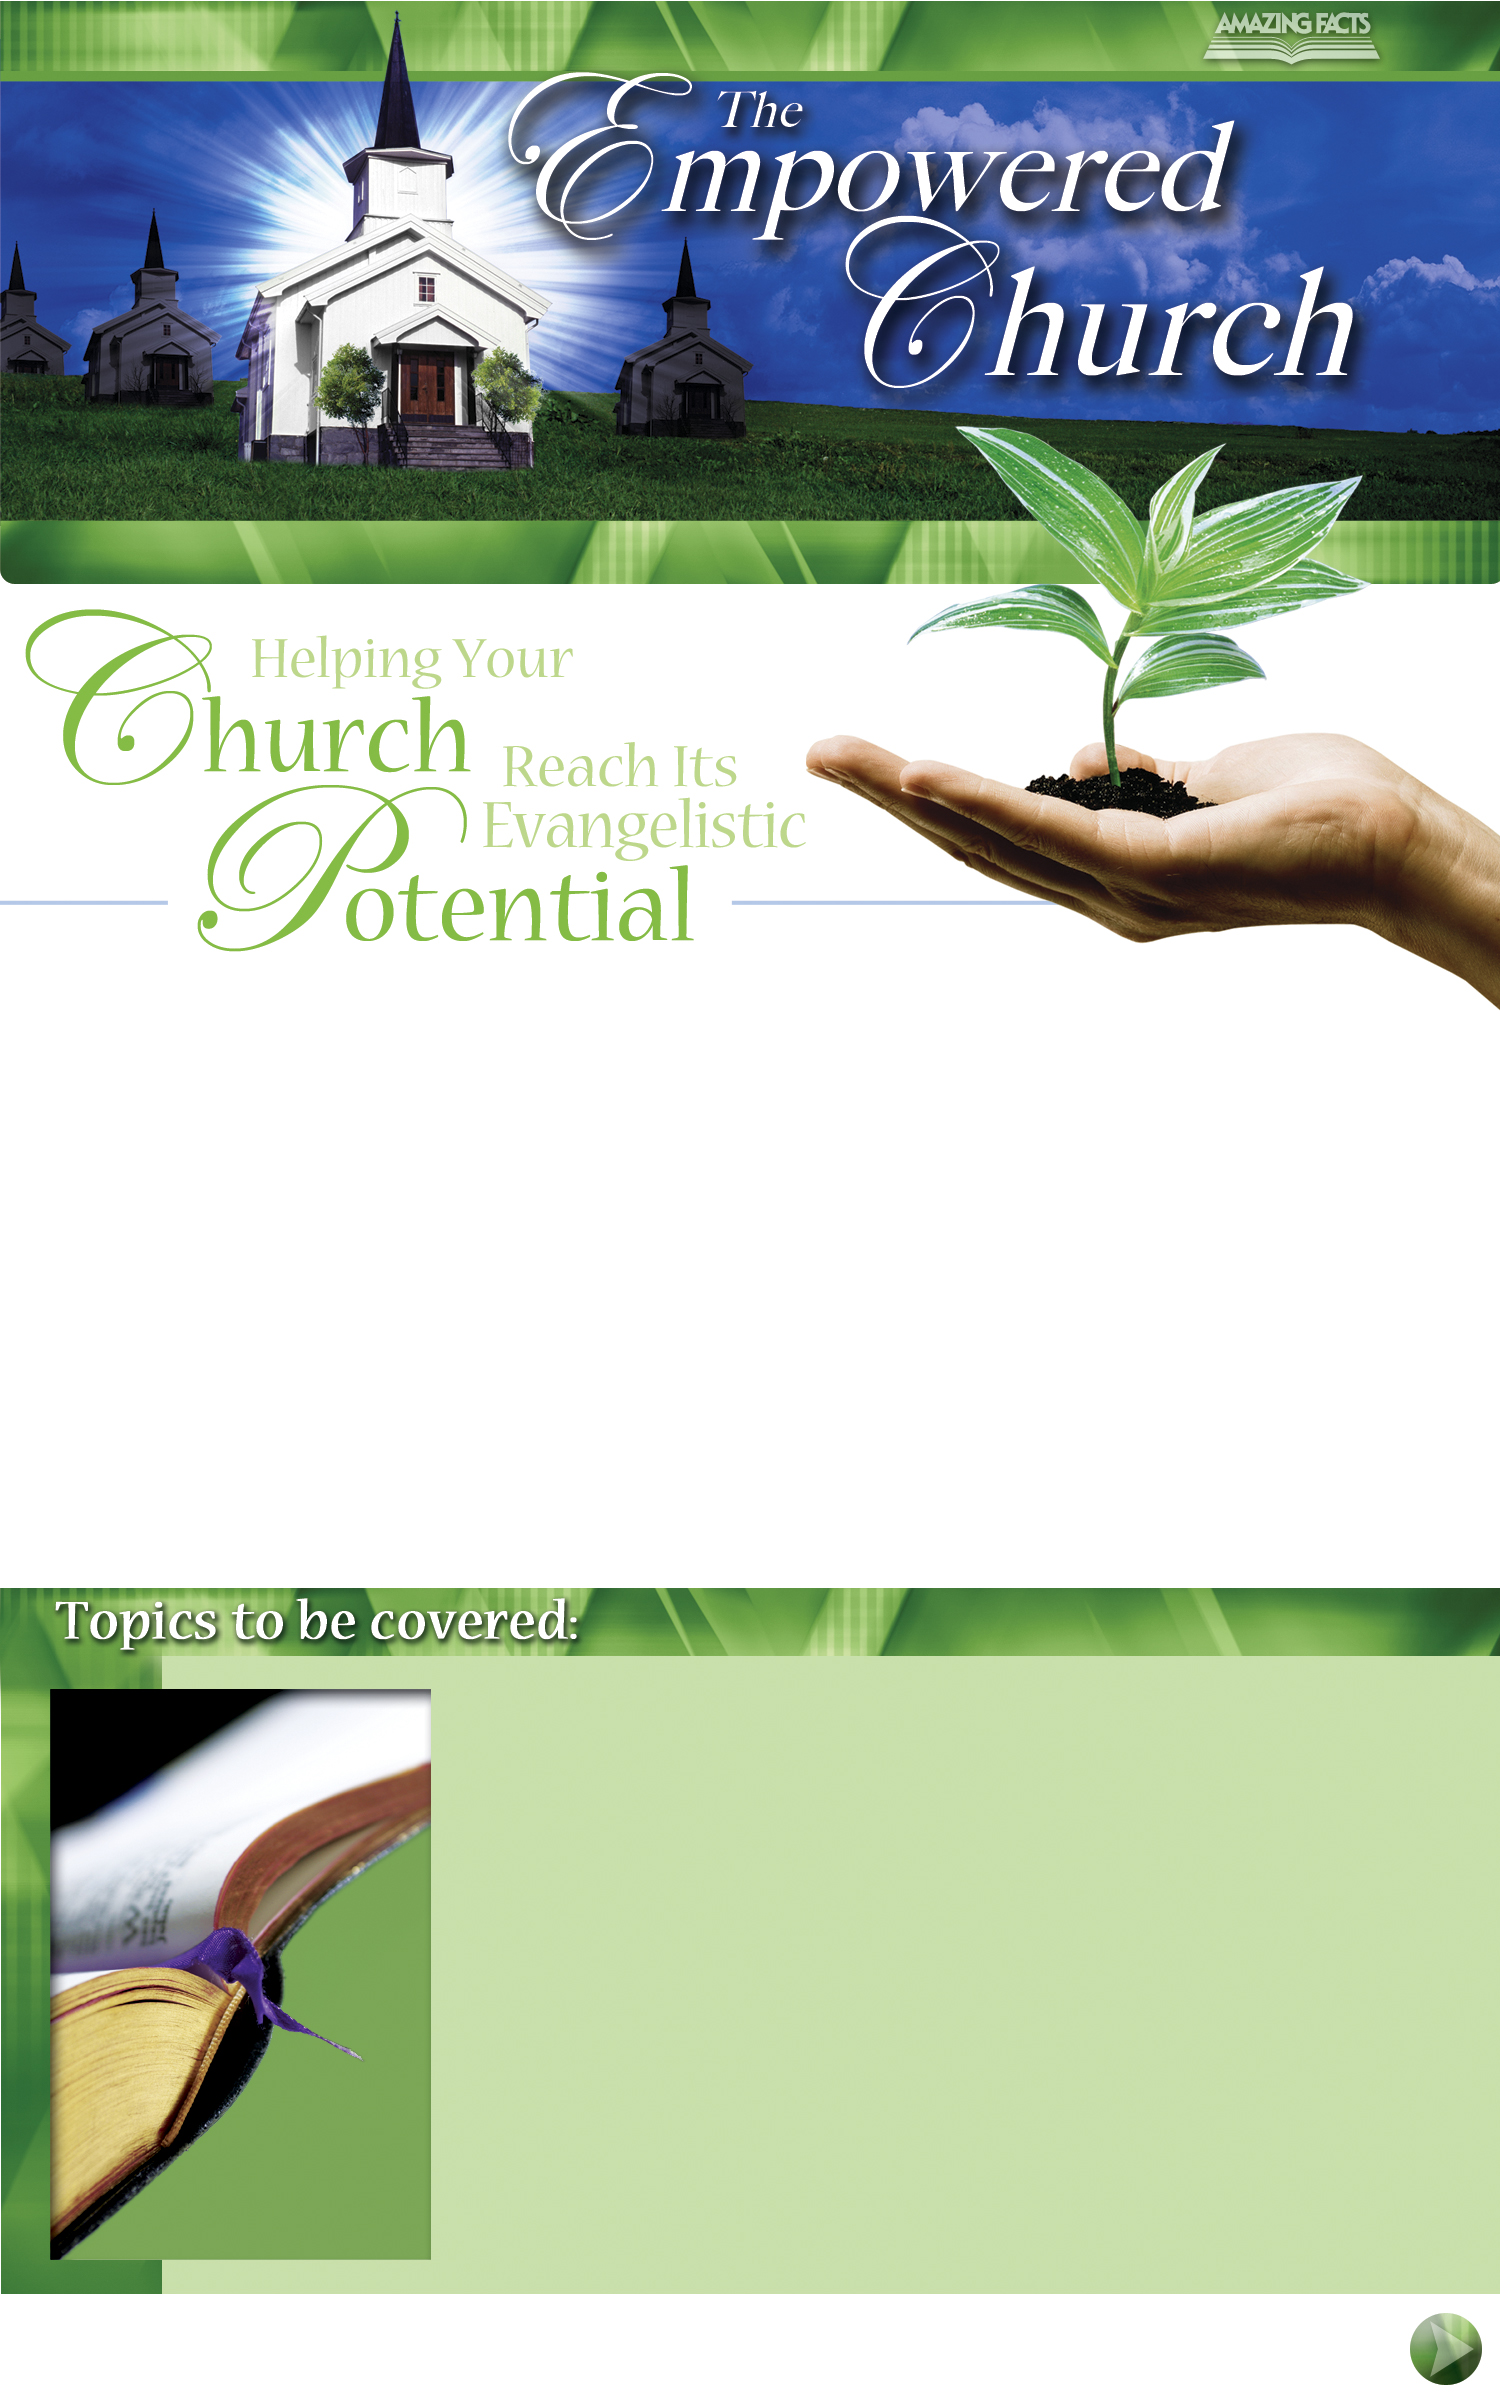 AMAZING FACTS
The
Empowered
Church
Helping Your
Church
Reach Its
Evangelistic
Potential
Topics to be covered: